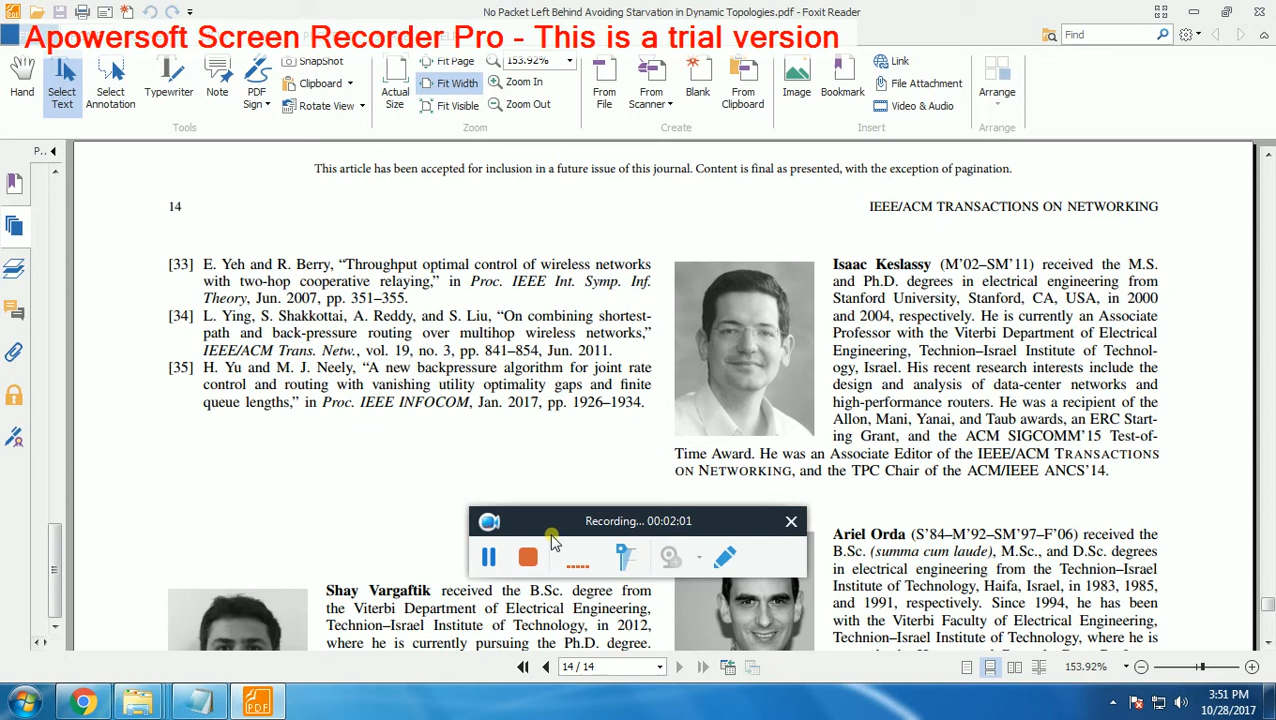 No Packet Left Behind Avoiding Starvation in Dynamic Topologies.pdf - Foxit Reader
Apowersoft Screen Recorder Pro - This is a trial version
Find
Hand
Select
Text
Select
Annotation
Typewriter
Note
PDF
Sign
SnapShot
Clipboard
Rotate View
Tools
Actual
Size
Fit Page
Fit Width
Fit Visible
153.92%
Zoom In
Zoom Out
Zoom
From
File
From
Scanner
Blank
From
Clipboard
Create
Image
Bookmark
Link
File Attachment
Video & Audio
Insert
Arrange
Arrange
P..
This article has been accepted for inclusion in a future issue of this journal. Content is final as presented, with the exception of pagination.
14
IEEE/ACM TRANSACTIONS ON NETWORKING
[33] E. Yeh and R. Berry, “Throughput optimal control of wireless networks
with two-hop cooperative relaying,” in Proc. IEEE Int. Symp. Inf.
Theory, Jun. 2007, pp. 351–355.
[34] L. Ying, S. Shakkottai, A. Reddy, and S. Liu, “On combining shortest-
path and back-pressure routing over multihop wireless networks,”
IEEE/ACM Trans. Netw., vol. 19, no. 3, pp. 841–854, Jun. 2011.
[35] H. Yu and M. J. Neely, “A new backpressure algorithm for joint rate
control and routing with vanishing utility optimality gaps and finite
queue lengths,” in Proc. IEEE INFOCOM, Jan. 2017, pp. 1926–1934.
Shay Vargaftik received the B.Sc. degree from
the Viterbi Department of Electrical Engineering,
Technion–Israel Institute of Technology, in 2012,
where he is currently pursuing the Ph.D. degree.
Isaac Keslassy (M’02–SM’11) received the M.S.
and Ph.D. degrees in electrical engineering from
Stanford University, Stanford, CA, USA, in 2000
and 2004, respectively. He is currently an Associate
Professor with the Viterbi Department of Electrical
Engineering, Technion–Israel Institute of Technol-
ogy, Israel. His recent research interests include the
design and analysis of data-center networks and
high-performance routers. He was a recipient of the
Allon, Mani, Yanai, and Taub awards, an ERC Start-
ing Grant, and the ACM SIGCOMM’15 Test-of-
Time Award. He was an Associate Editor of the IEEE/ACM TRANSACTIONS
ON NETWORKING, and the TPC Chair of the ACM/IEEE ANCS’14.
Ariel Orda (S’84–M’92–SM’97–F’06) received the
B.Sc. (summa cum laude), M.Sc., and D.Sc. degrees
in electrical engineering from the Technion–Israel
Institute of Technology, Haifa, Israel, in 1983, 1985,
and 1991, respectively. Since 1994, he has been
with the Viterbi Faculty of Electrical Engineering,
Technion–Israel Institute of Technology, where he is
Recording... 00:02:01
14 / 14
153.92%
PDF
3:51 PM
10/28/2017